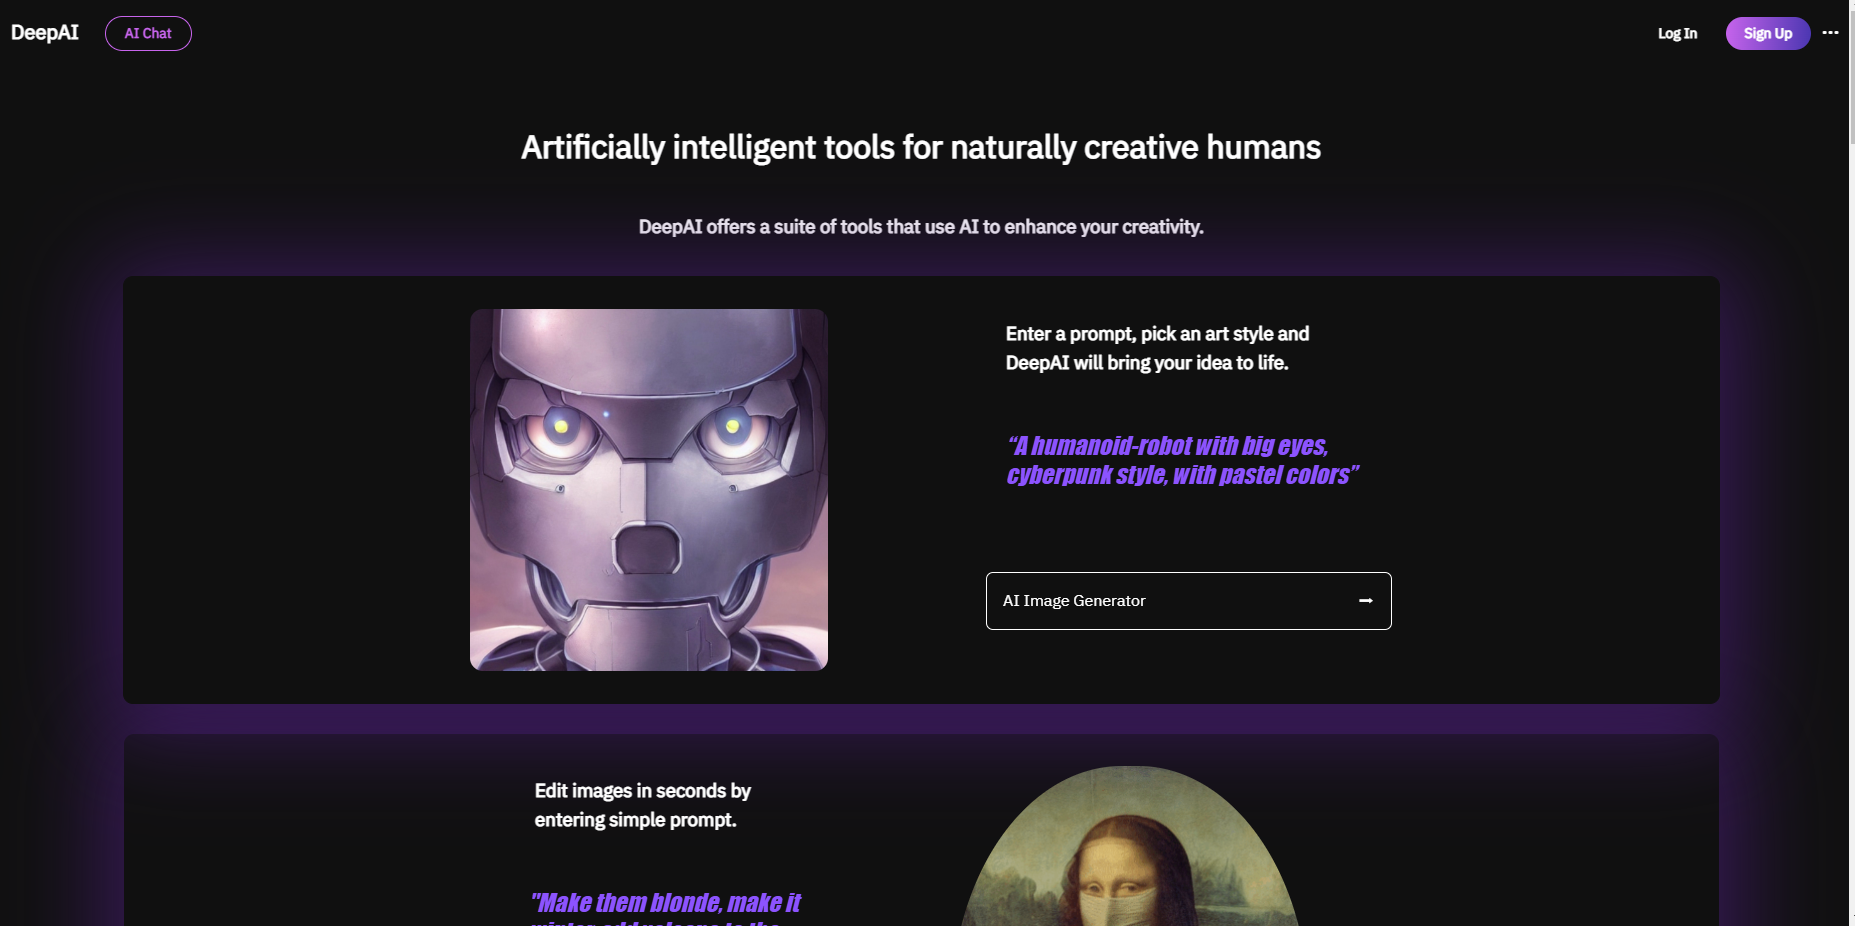 DeepAI
AI Chat
Log In
Sign Up
Artificially intelligent tools for naturally creative humans
DeepAI offers a suite of tools that use AI to enhance your creativity.
Enter a prompt, pick an art style and
DeepAI will bring your idea to life.
“A humanoid-robot with big eyes,
cyberpunk style, with pastel colors”
AI Image Generator
Edit images in seconds by
entering simple prompt.
"Make them blonde, make it